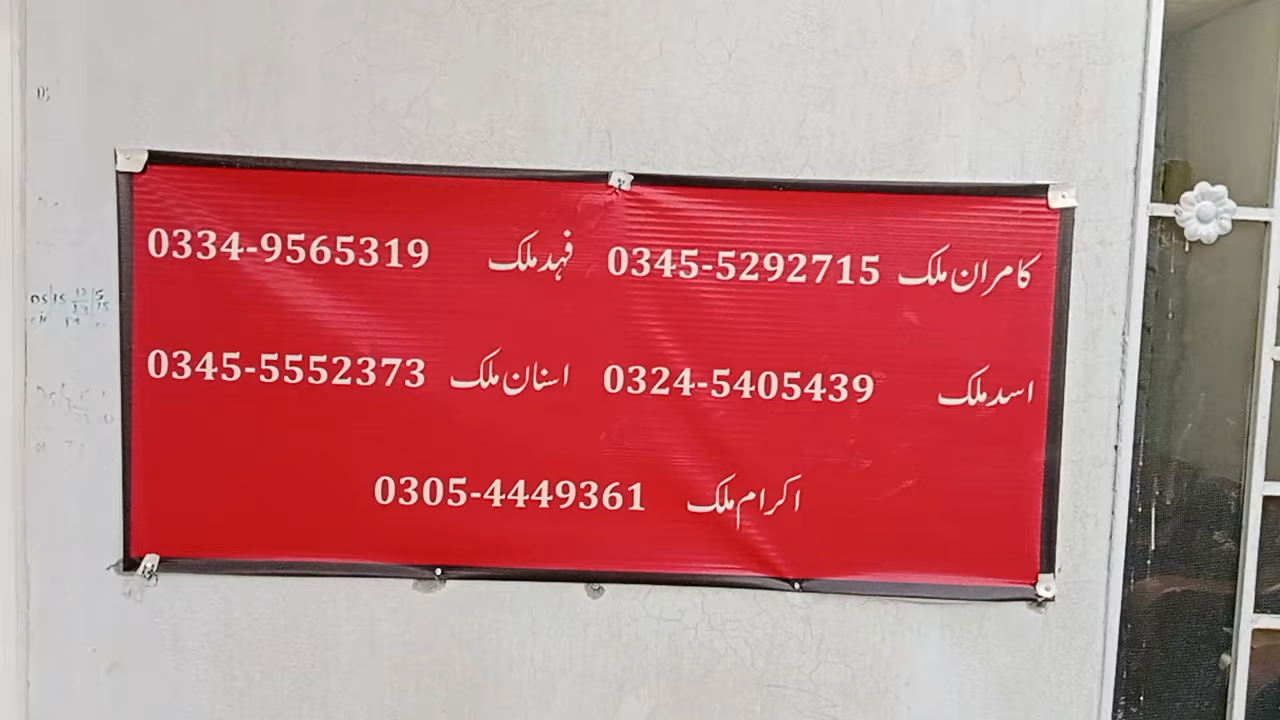 کامران ملک 0345-5292715 فہد ملک 0334-9565319
اسد ملک 0324-5405439 اسنان ملک 0345-5552373
اکرام ملک 0305-4449361